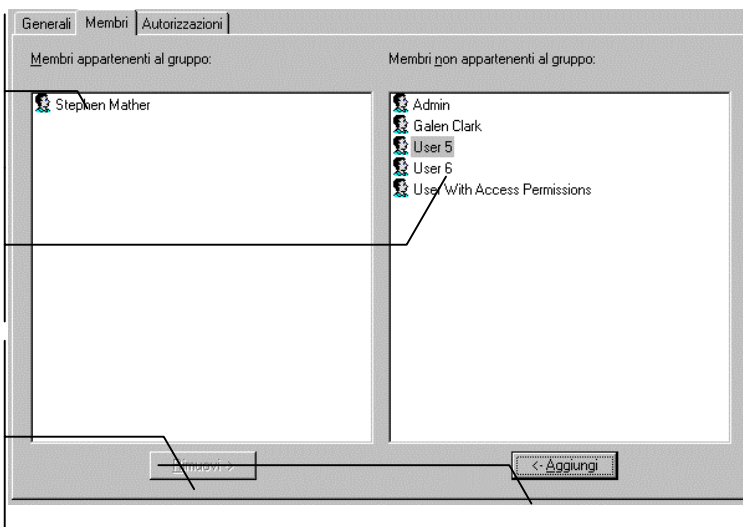 Generali Membri Autorizzazioni
Membri appartenenti al gruppo:
Membri non appartenenti al gruppo:
Stephen Mather
Admin
Galen Clark
User 5
User 6
User With Access Permissions
Rimuovi ->
<- Aggiungi